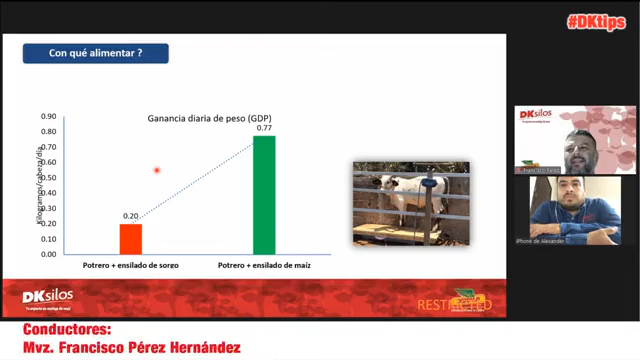 #DKtips
Con qué alimentar ?
Ganancia diaria de peso (GDP)
0.90
0.80
0.70
0.60
0.50
0.40
0.30
0.20
0.10
0.00
Kilogramos/cabeza/día
0.20
0.77
Potrero + ensilado de sorgo
Potrero + ensilado de maíz
DKsilos
RESTRICTED
DKsilos
iPhone de Alexander
DKsilos
Conductores:
Mvz. Francisco Pérez Hernández